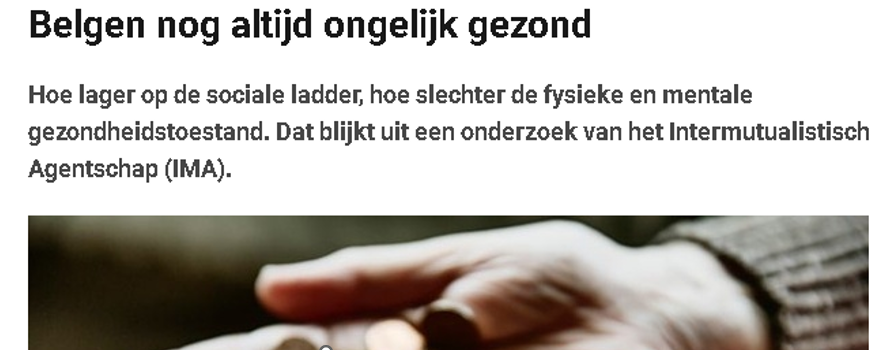 Belgen nog altijd ongelijk gezond
Hoe lager op de sociale ladder, hoe slechter de fysieke en mentale
gezondheidstoestand. Dat blijkt uit een onderzoek van het Intermutualistisch
Agentschap (IMA).